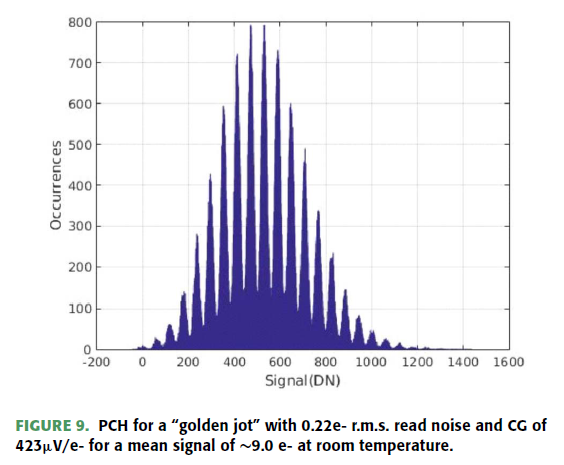 800
700
600
500
400
300
200
100
0
Occurrences
-200 0 200 400 600 800 1000 1200 1400 1600
Signal(DN)
FIGURE 9. PCH for a “golden jot” with 0.22e- r.m.s. read noise and CG of
423μV/e- for a mean signal of ~9.0 e- at room temperature.